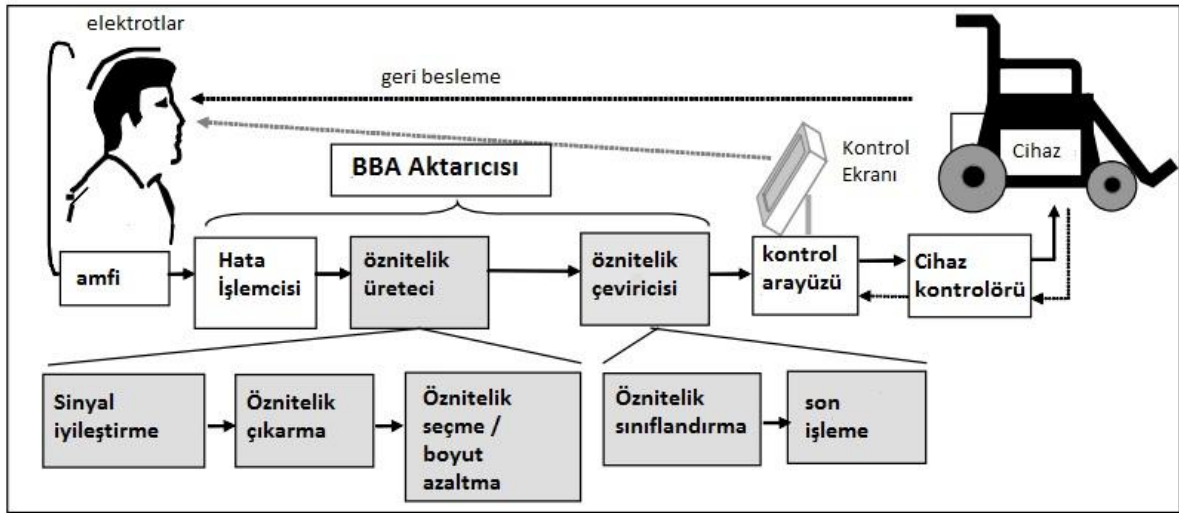 elektrotlar
geri besleme
BBA Aktarıcısı
Kontrol
Ekranı
Cihaz
amfi
Hata
İşlemcisi
öznitelik
üreteci
öznitelik
çeviricisi
kontrol
arayüzü
Cihaz
kontrolörü
Sinyal
iyileştirme
Öznitelik
çıkarma
Öznitelik
seçme /
boyut
azaltma
Öznitelik
sınıflandırma
son
işleme